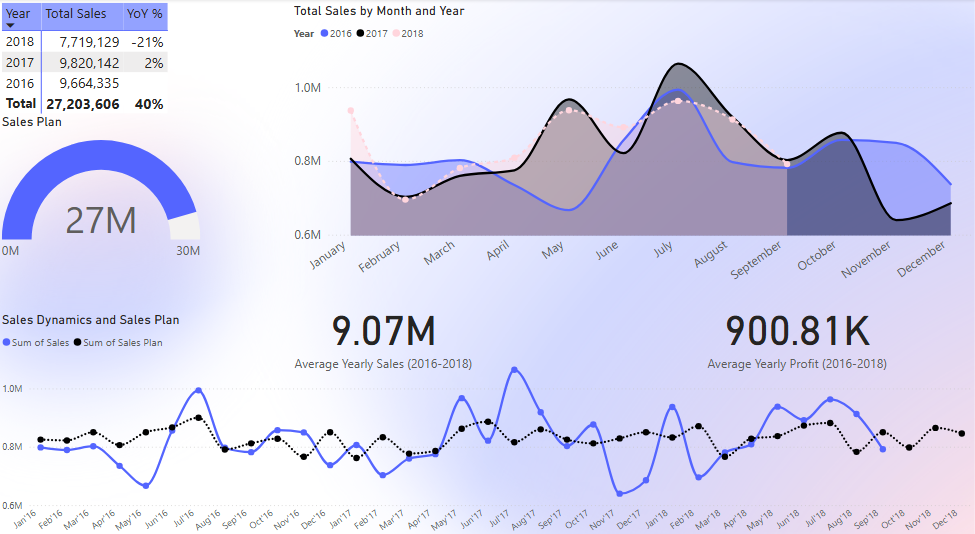 Year Total Sales YoY %
2018 7,719,129 -21%
2017 9,820,142 2%
2016 9,664,335
Total 27,203,606 40%
Sales Plan
27M
0M 30M
Total Sales by Month and Year
Year 2016 2017 2018
1.0M
0.8M
0.6M
January February March April May June July August September October November December
9.07M
Average Yearly Sales (2016-2018)
900.81K
Average Yearly Profit (2016-2018)
Sales Dynamics and Sales Plan
Sum of Sales Sum of Sales Plan
1.0M
0.8M
0.6M
Jan'16 Feb'16 Mar'16 Apr'16 May'16 Jun'16 Jul'16 Aug'16 Sep'16 Oct'16 Nov'16 Dec'16 Jan'17 Feb'17 Mar'17 Apr'17 May'17 Jun'17 Jul'17 Aug'17 Sep'17 Oct'17 Nov'17 Dec'17 Jan'18 Feb'18 Mar'18 Apr'18 May'18 Jun'18 Jul'18 Aug'18 Sep'18 Oct'18 Nov'18 Dec'18